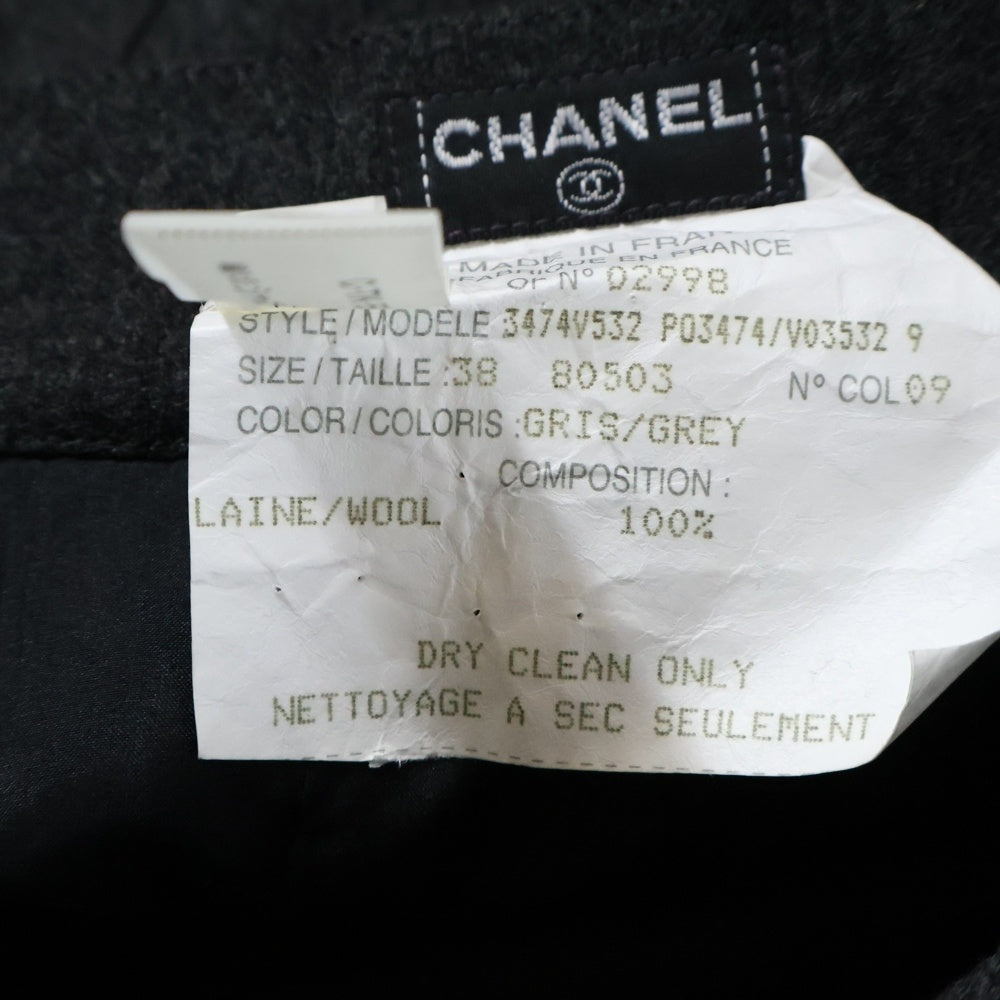 CHANEL
MADE IN FRANCE
FABRIQUE EN FRANCE
Nº 02998
STYLE / MODELE 3474V532 P03474/V03532 9
SIZE / TAILLE :38 80503 Nº COL09
COLOR / COLORIS :GRIS/GREY
COMPOSITION :
LAINE/WOOL 100%
DRY CLEAN ONLY
NETTOYAGE A SEC SEULEMENT